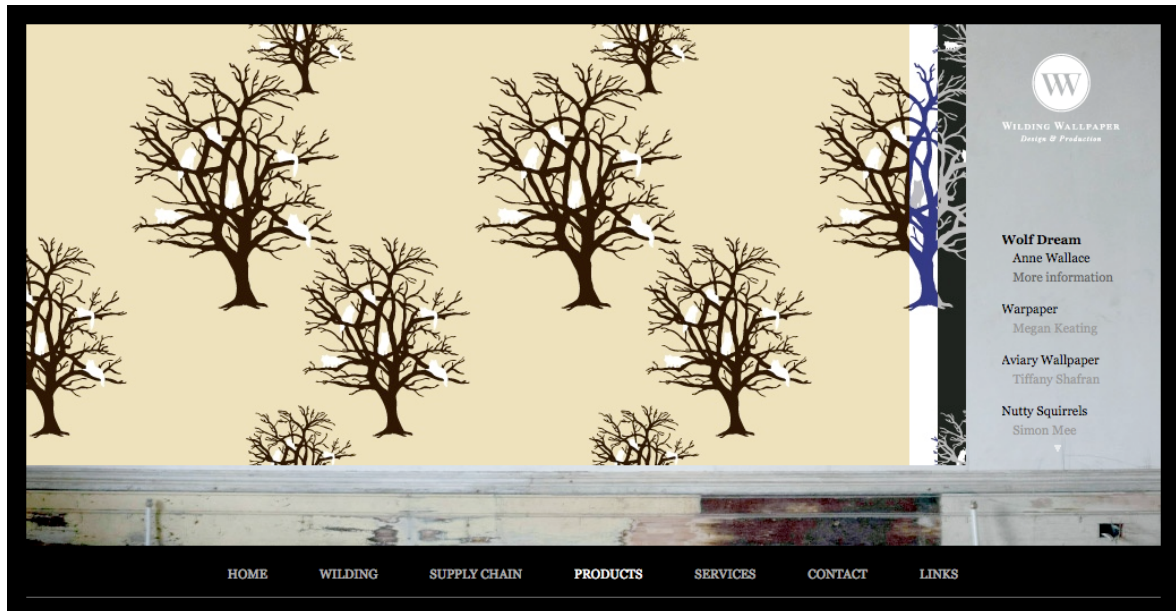 W
WILDING WALLPAPER
Design & Production
Wolf Dream
Anne Wallace
More information
Warpaper
Megan Keating
Aviary Wallpaper
Tiffany Shafran
Nutty Squirrels
Simon Mee
HOME WILDING SUPPLY CHAIN PRODUCTS SERVICES CONTACT LINKS